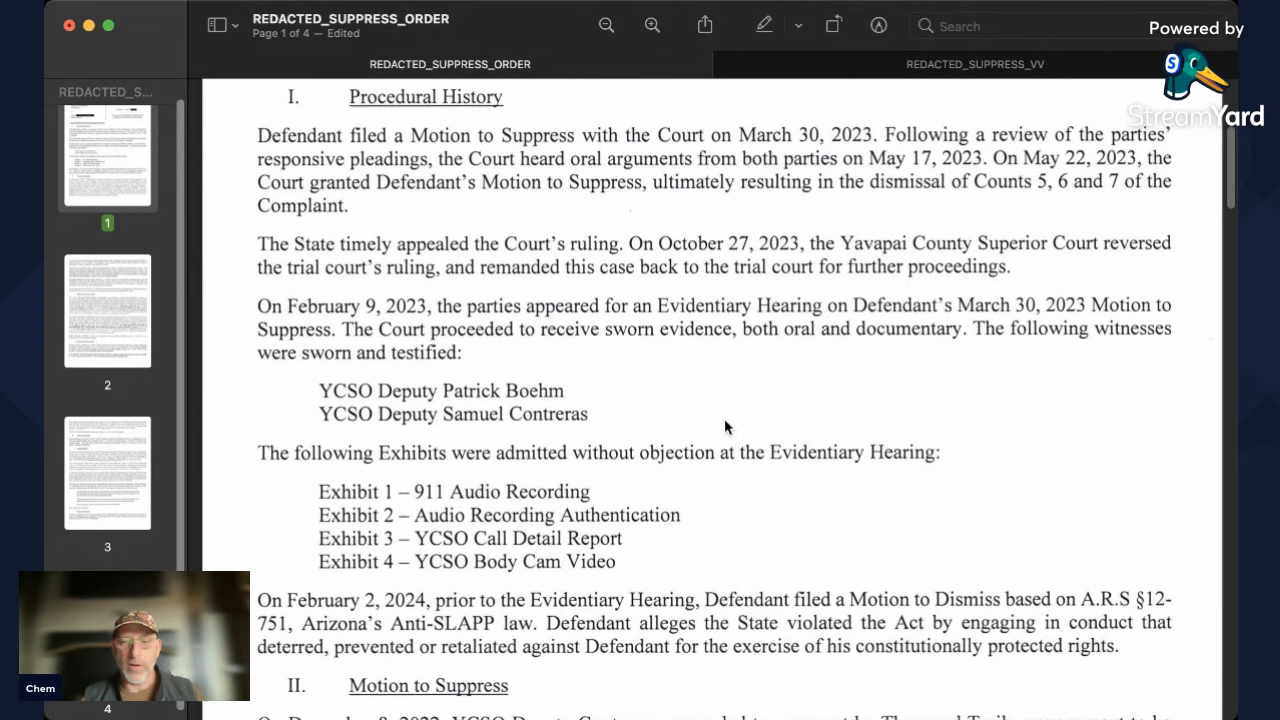 REDACTED_SUPPRESS_ORDER
Page 1 of 4 — Edited
Search
Powered by
StreamYard
REDACTED_SUPPRESS_ORDER
REDACTED_SUPPRESS_VV
REDACTED_S...
1
2
3
4
I. Procedural History
Defendant filed a Motion to Suppress with the Court on March 30, 2023. Following a review of the parties'
responsive pleadings, the Court heard oral arguments from both parties on May 17, 2023. On May 22, 2023, the
Court granted Defendant's Motion to Suppress, ultimately resulting in the dismissal of Counts 5, 6 and 7 of the
Complaint.
The State timely appealed the Court's ruling. On October 27, 2023, the Yavapai County Superior Court reversed
the trial court's ruling, and remanded this case back to the trial court for further proceedings.
On February 9, 2023, the parties appeared for an Evidentiary Hearing on Defendant's March 30, 2023 Motion to
Suppress. The Court proceeded to receive sworn evidence, both oral and documentary. The following witnesses
were sworn and testified:
YCSO Deputy Patrick Boehm
YCSO Deputy Samuel Contreras
The following Exhibits were admitted without objection at the Evidentiary Hearing:
Exhibit 1 – 911 Audio Recording
Exhibit 2 – Audio Recording Authentication
Exhibit 3 – YCSO Call Detail Report
Exhibit 4 – YCSO Body Cam Video
On February 2, 2024, prior to the Evidentiary Hearing, Defendant filed a Motion to Dismiss based on A.R.S §12-
751, Arizona's Anti-SLAPP law. Defendant alleges the State violated the Act by engaging in conduct that
deterred, prevented or retaliated against Defendant for the exercise of his constitutionally protected rights.
II. Motion to Suppress
Chem